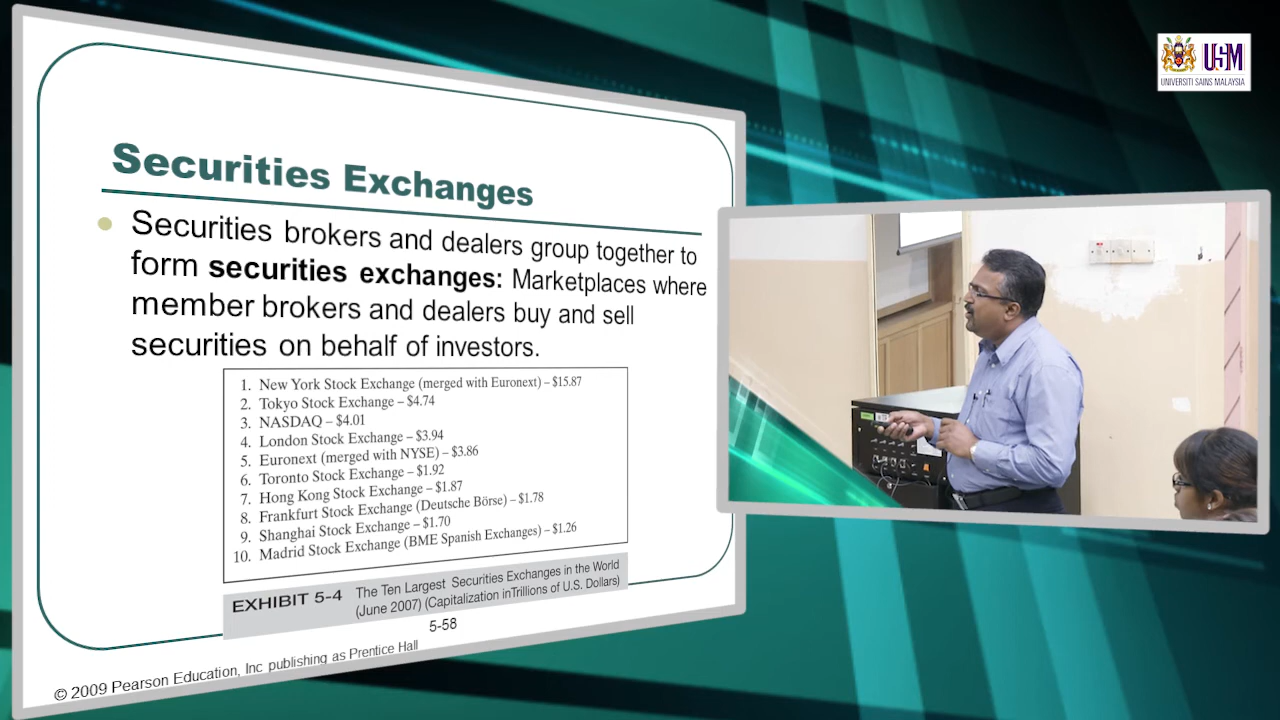 USM
UNIVERSITI SAINS MALAYSIA
Securities Exchanges
Securities brokers and dealers group together to
form securities exchanges: Marketplaces where
member brokers and dealers buy and sell
securities on behalf of investors.
1. New York Stock Exchange (merged with Euronext) – $15.87
2. Tokyo Stock Exchange – $4.74
3. NASDAQ – $4.01
4. London Stock Exchange – $3.94
5. Euronext (merged with NYSE) – $3.86
6. Toronto Stock Exchange – $1.92
7. Hong Kong Stock Exchange – $1.87
8. Frankfurt Stock Exchange (Deutsche Börse) – $1.78
9. Shanghai Stock Exchange – $1.70
10. Madrid Stock Exchange (BME Spanish Exchanges) – $1.26
EXHIBIT 5-4 The Ten Largest Securities Exchanges in the World
(June 2007) (Capitalization inTrillions of U.S. Dollars)
5-58
© 2009 Pearson Education, Inc publishing as Prentice Hall